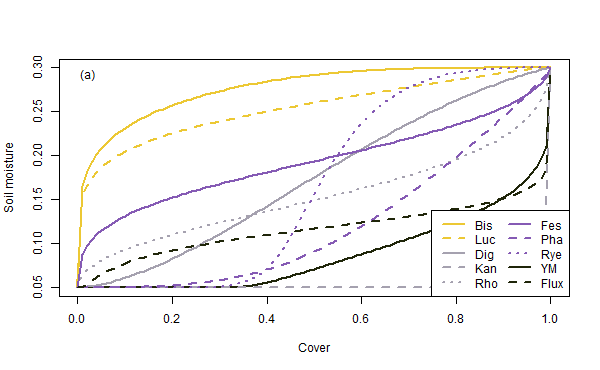 (a)
0.30
0.25
0.20
0.15
0.10
0.05
Soil moisture
Bis Fes
Luc Pha
Dig Rye
Kan YM
Rho Flux
0.0 0.2 0.4 0.6 0.8 1.0
Cover